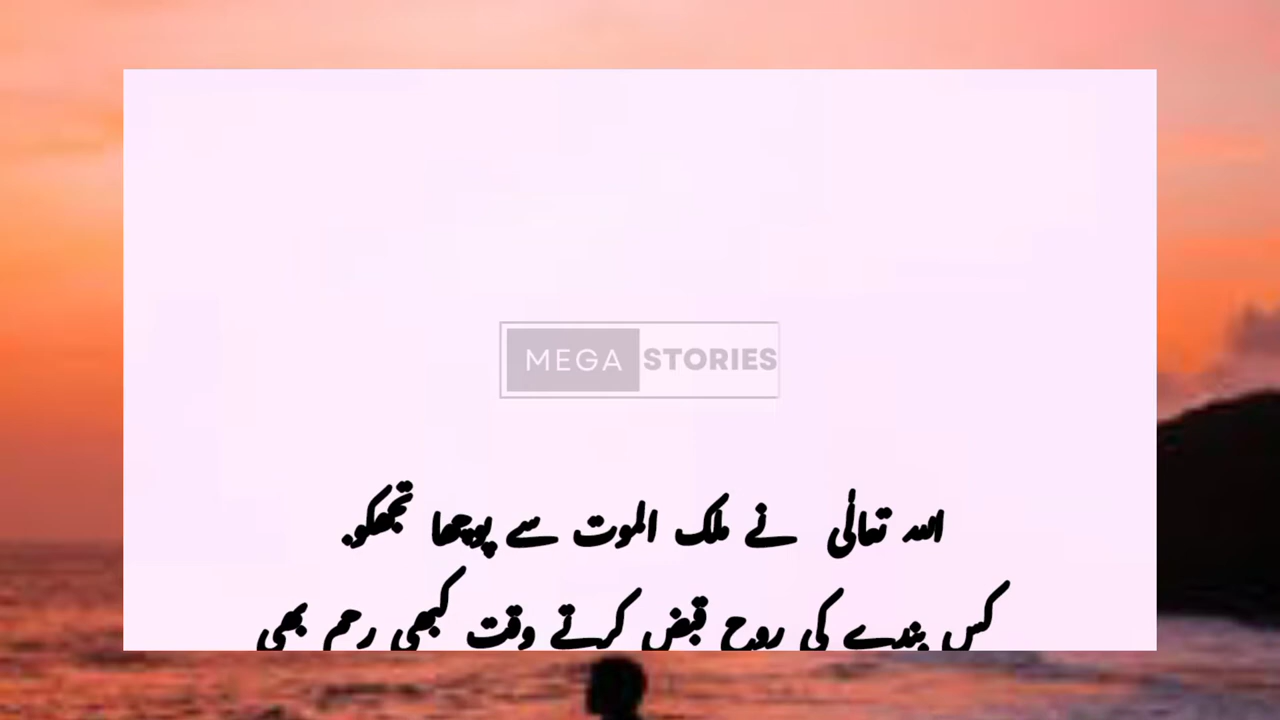 MEGA STORIES
اللہ تعالٰی نے ملک الموت سے پوچھا تجھکو.
کس بندے کی روح قبض کرتے وقت کبھی رحم بھی